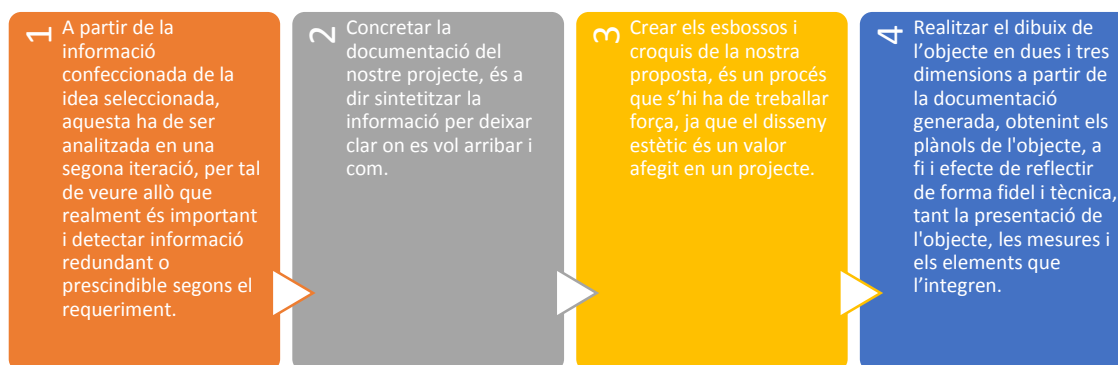 1
A partir de la
informació
confeccionada de la
idea seleccionada,
aquesta ha de ser
analitzada en una
segona iteració, per tal
de veure allò que
realment és important
i detectar informació
redundant o
prescindible segons el
requeriment.
2
Concretar la
documentació del
nostre projecte, és a
dir sintetitzar la
informació per deixar
clar on es vol arribar i
com.
3
Crear els esbossos i
croquis de la nostra
proposta, és un procés
que s’hi ha de treballar
força, ja que el disseny
estètic és un valor
afegit en un projecte.
4
Realitzar el dibuix de
l’objecte en dues i tres
dimensions a partir de
la documentació
generada, obtenint els
plànols de l'objecte, a
fi i efecte de reflectir
de forma fidel i tècnica,
tant la presentació de
l'objecte, les mesures i
els elements que
l’integren.